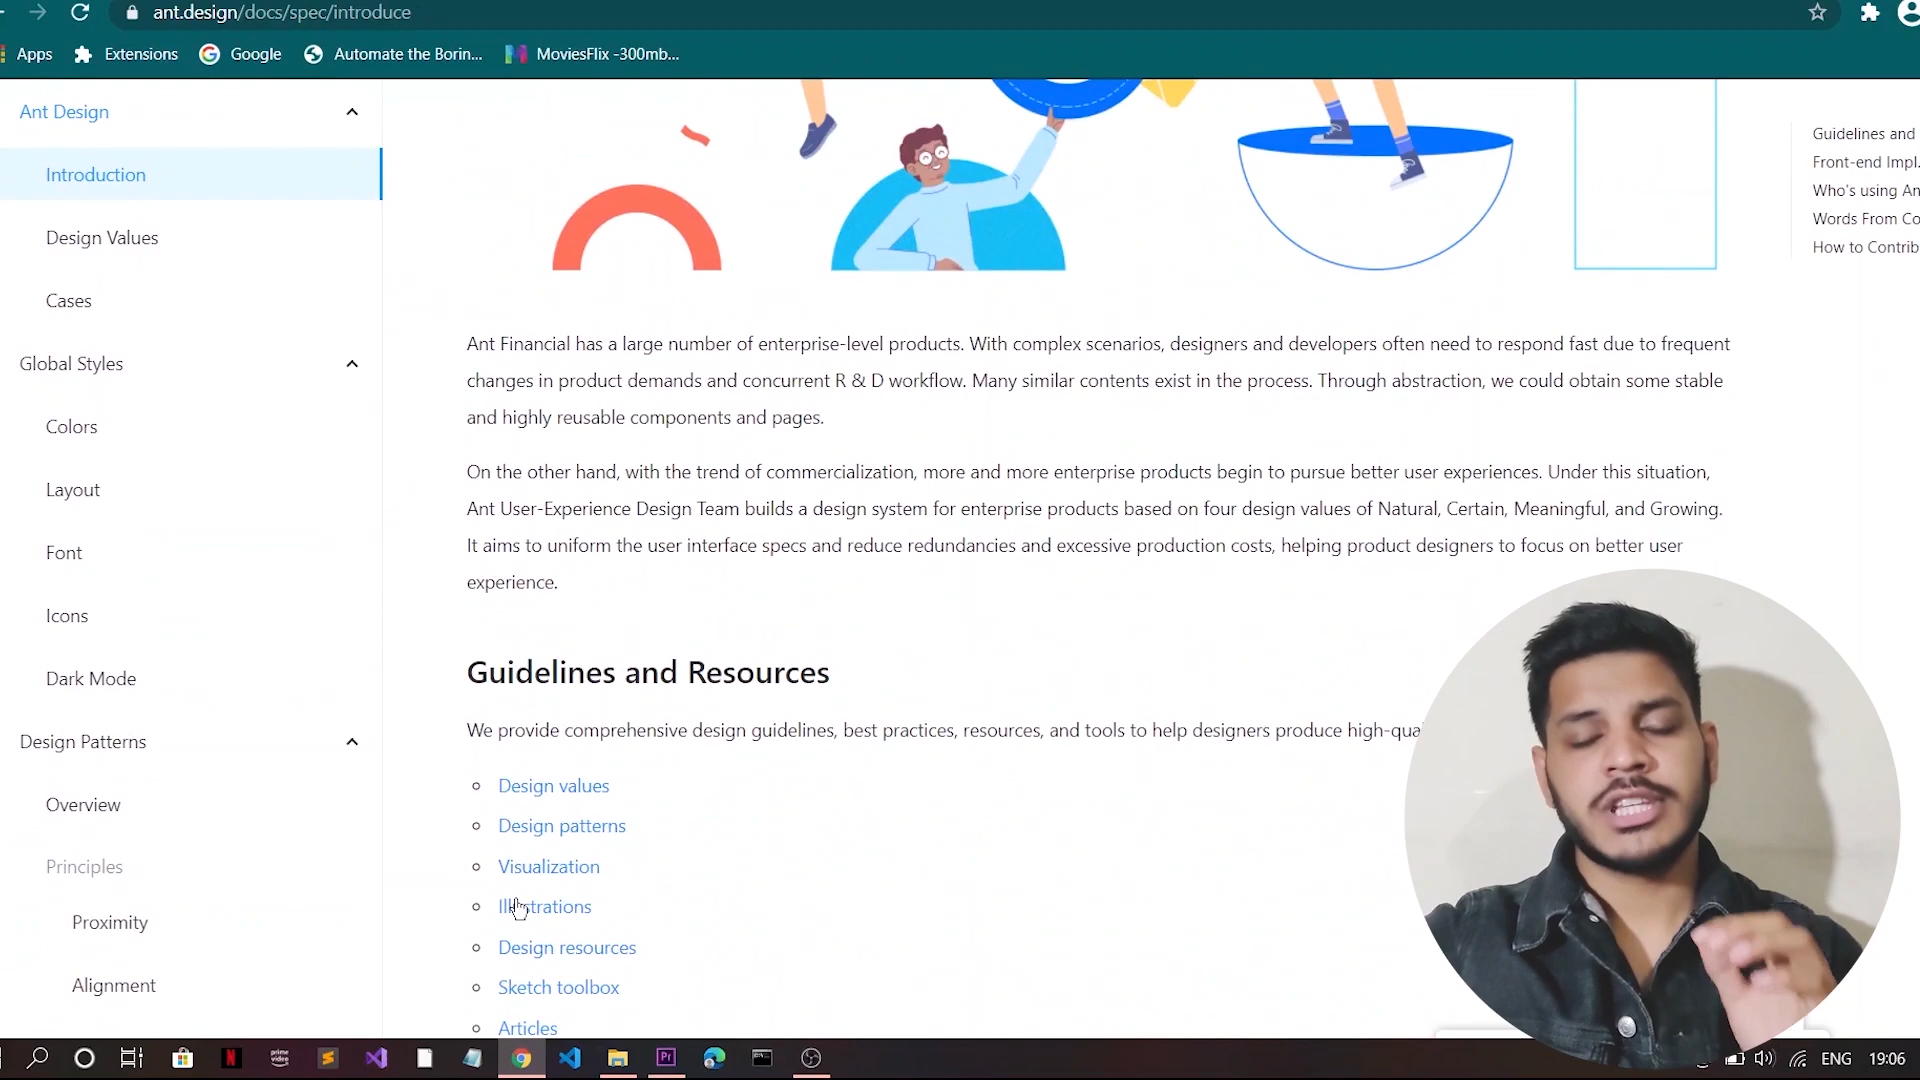 ant.design/docs/spec/introduce
Apps
Extensions
Google
Automate the Borin...
MoviesFlix -300mb...
Ant Design
Introduction
Design Values
Cases
Global Styles
Colors
Layout
Font
Icons
Dark Mode
Design Patterns
Overview
Principles
Proximity
Alignment
Ant Financial has a large number of enterprise-level products. With complex scenarios, designers and developers often need to respond fast due to frequent
changes in product demands and concurrent R & D workflow. Many similar contents exist in the process. Through abstraction, we could obtain some stable
and highly reusable components and pages.
On the other hand, with the trend of commercialization, more and more enterprise products begin to pursue better user experiences. Under this situation,
Ant User-Experience Design Team builds a design system for enterprise products based on four design values of Natural, Certain, Meaningful, and Growing.
It aims to uniform the user interface specs and reduce redundancies and excessive production costs, helping product designers to focus on better user
experience.
Guidelines and Resources
We provide comprehensive design guidelines, best practices, resources, and tools to help designers produce high-qua
Design values
Design patterns
Visualization
Illustrations
Design resources
Sketch toolbox
Articles
Guidelines and
Front-end Impl.
Who's using An
Words From Co
How to Contrib
N
prime video
Pr
ENG
19:06